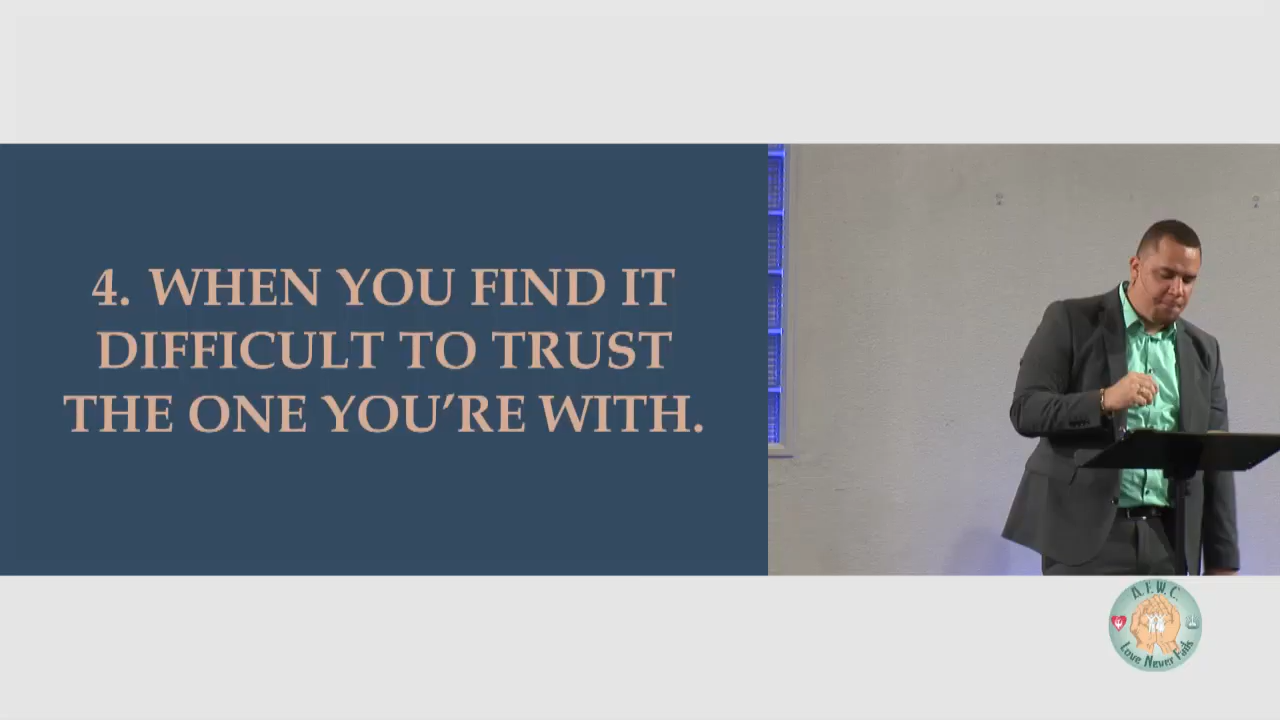 4. WHEN YOU FIND IT
DIFFICULT TO TRUST
THE ONE YOU’RE WITH.
A.F.W.C.
Love Never Fails